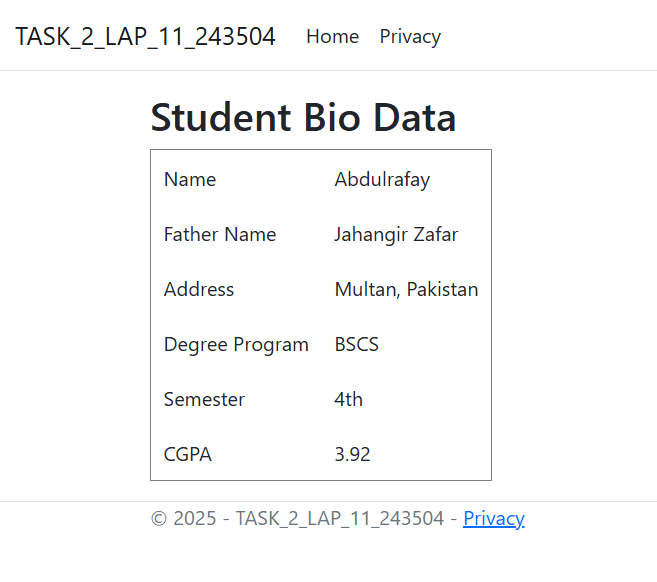 TASK_2_LAP_11_243504 Home Privacy
Student Bio Data
Name Abdulrafay
Father Name Jahangir Zafar
Address Multan, Pakistan
Degree Program BSCS
Semester 4th
CGPA 3.92
© 2025 - TASK_2_LAP_11_243504 - Privacy